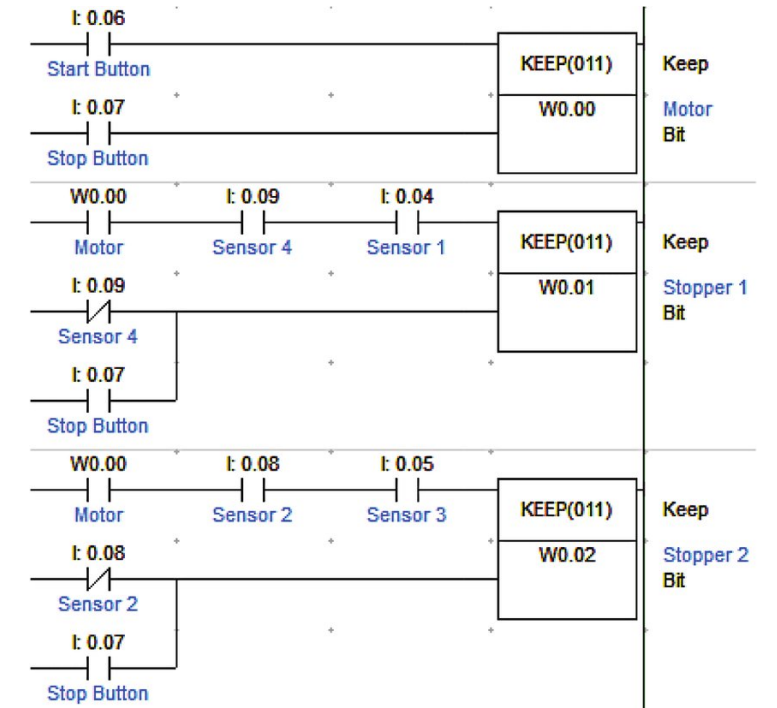 I: 0.06
Start Button
KEEP(011) Keep
I: 0.07
W0.00 Motor
Stop Button
Bit
W0.00 I: 0.09 I: 0.04
Motor Sensor 4 Sensor 1
KEEP(011) Keep
I: 0.09
W0.01 Stopper 1
Bit
Sensor 4
I: 0.07
Stop Button
W0.00 I: 0.08 I: 0.05
Motor Sensor 2 Sensor 3
KEEP(011) Keep
I: 0.08
W0.02 Stopper 2
Bit
Sensor 2
I: 0.07
Stop Button